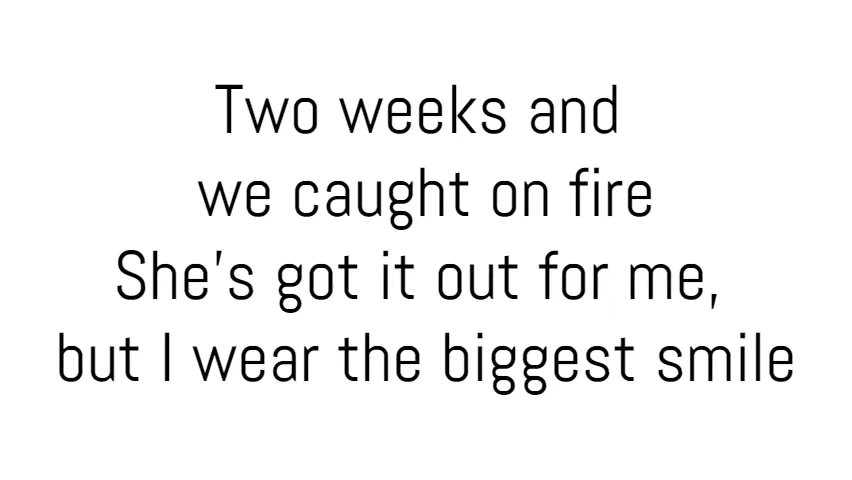 Two weeks and
we caught on fire
She's got it out for me,
but I wear the biggest smile